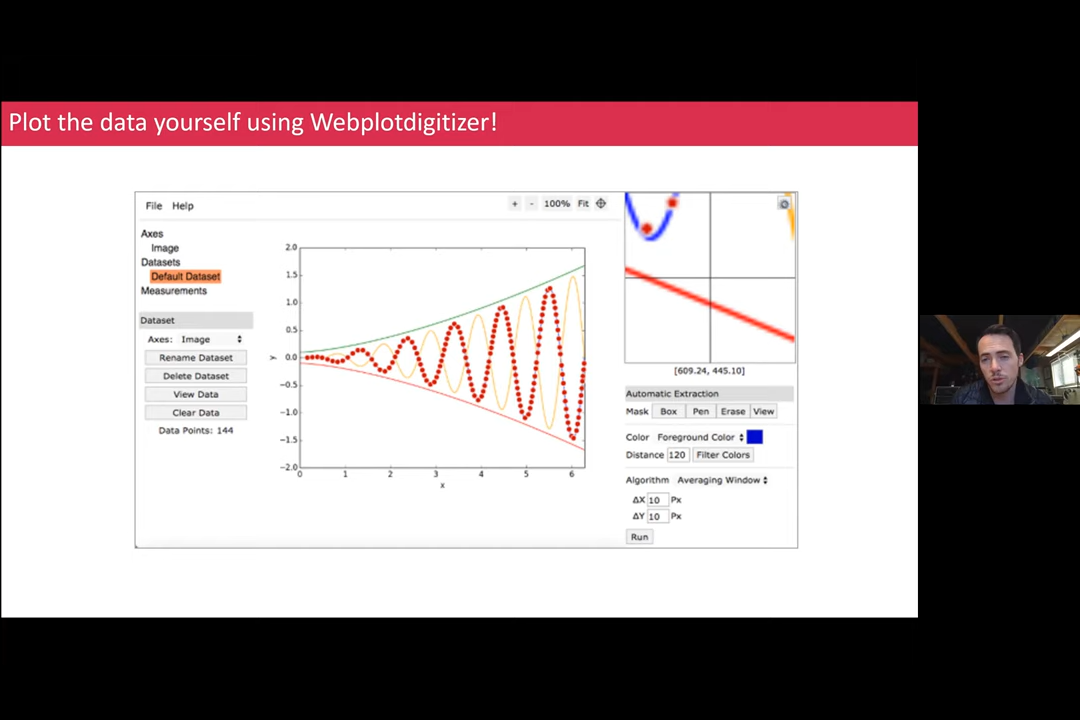 Plot the data yourself using Webplotdigitizer!
File Help
+ - 100% Fit
Axes
Image
Datasets
Default Dataset
Measurements
Dataset
Axes: Image
Rename Dataset
Delete Dataset
View Data
Clear Data
Data Points: 144
2.0
1.5
1.0
0.5
0.0
−0.5
−1.0
−1.5
−2.0
y
0 1 2 3 4 5 6
x
[609.24, 445.10]
Automatic Extraction
Mask Box Pen Erase View
Color Foreground Color
Distance 120 Filter Colors
Algorithm Averaging Window
ΔX 10 Px
ΔY 10 Px
Run